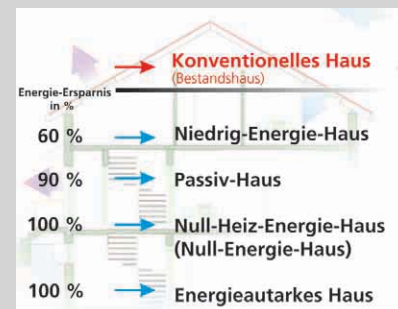 Konventionelles Haus
(Bestandshaus)
Energie-Ersparnis
in %
60 % Niedrig-Energie-Haus
90 % Passiv-Haus
100 % Null-Heiz-Energie-Haus
(Null-Energie-Haus)
100 % Energieautarkes Haus